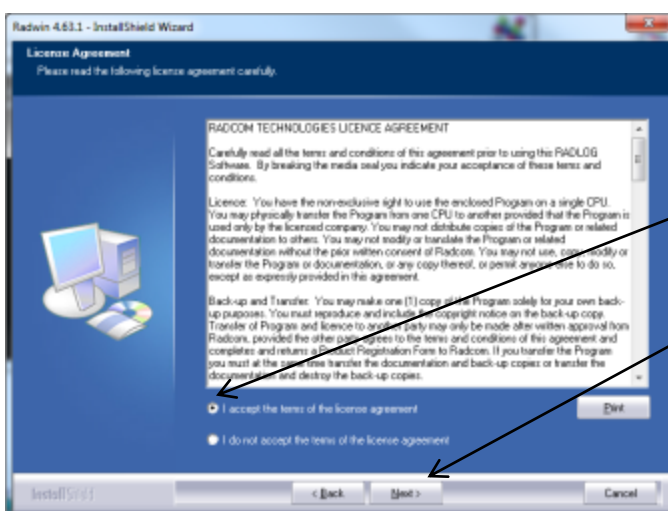 Radwin 4.63.1 - InstallShield Wizard
License Agreement
Please read the following license agreement carefully.
RADCOM TECHNOLOGIES LICENCE AGREEMENT
Carefully read all the terms and conditions of this agreement prior to using this RADLOG
Software. By breaking the media seal you indicate your acceptance of these terms and
conditions.
Licence: You have the non-exclusive right to use the enclosed Program on a single CPU.
You may physically transfer the Program from one CPU to another provided that the Program is
used only by the licensed company. You may not distribute copies of the Program or related
documentation to others. You may not modify or translate the Program or related
documentation without the prior written consent of Radcom. You may not use, copy, modify or
transfer the Program or documentation, or any copy thereof, or permit anyone else to do so,
except as expressly provided in this agreement.
Back-up and Transfer: You may make one (1) copy of the Program solely for your own back-
up purposes. You must reproduce and include the copyright notice on the back-up copy.
Transfer of Program and licence to another party may only be made after written approval from
Radcom, provided the other party agrees to the terms and conditions of this agreement and
completes and returns a Product Registration Form to Radcom. If you transfer the Program
you must at the same time transfer the documentation and back-up copies or transfer the
documentation and destroy the back-up copies.
I accept the terms of the license agreement
Print
I do not accept the terms of the license agreement
InstallShield
< Back
Next >
Cancel